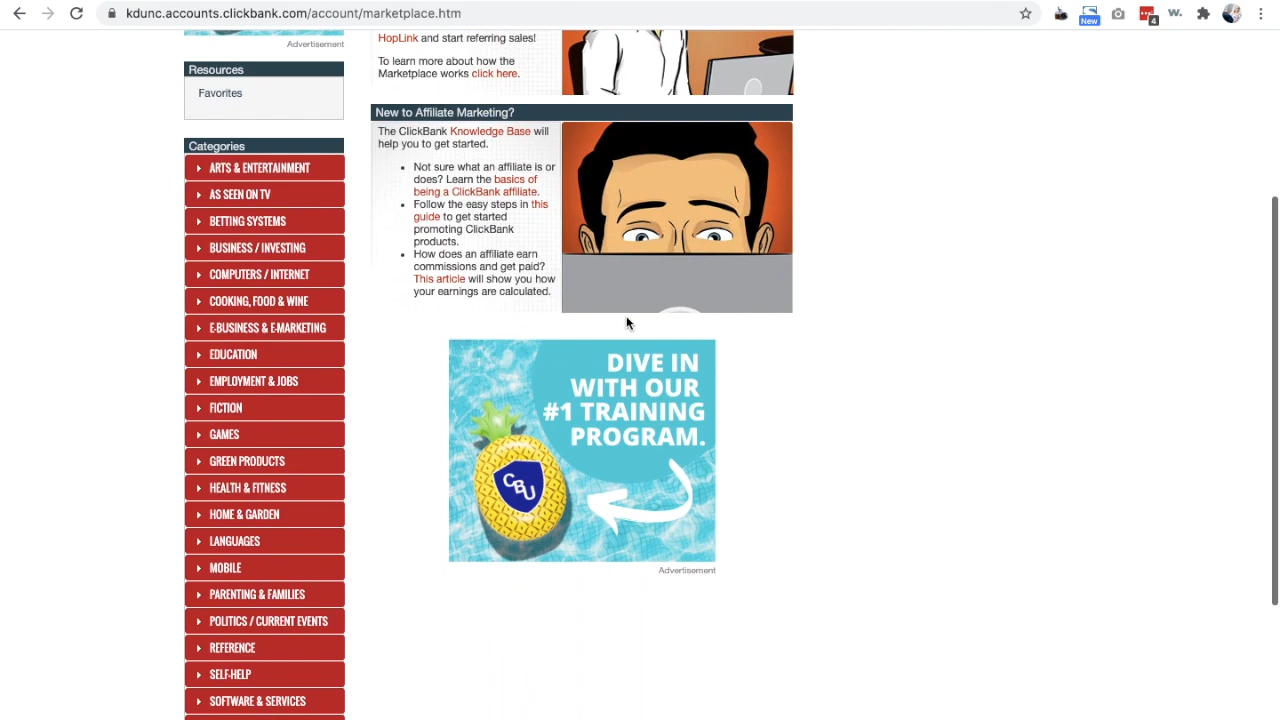 kdunc.accounts.clickbank.com/account/marketplace.htm
New
4
w.
Advertisement
Resources
Favorites
Categories
ARTS & ENTERTAINMENT
AS SEEN ON TV
BETTING SYSTEMS
BUSINESS / INVESTING
COMPUTERS / INTERNET
COOKING, FOOD & WINE
E-BUSINESS & E-MARKETING
EDUCATION
EMPLOYMENT & JOBS
FICTION
GAMES
GREEN PRODUCTS
HEALTH & FITNESS
HOME & GARDEN
LANGUAGES
MOBILE
PARENTING & FAMILIES
POLITICS / CURRENT EVENTS
REFERENCE
SELF-HELP
SOFTWARE & SERVICES
HopLink and start referring sales!
To learn more about how the
Marketplace works click here.
New to Affiliate Marketing?
The ClickBank Knowledge Base will
help you to get started.
Not sure what an affiliate is or
does? Learn the basics of
being a ClickBank affiliate.
Follow the easy steps in this
guide to get started
promoting ClickBank
products.
How does an affiliate earn
commissions and get paid?
This article will show you how
your earnings are calculated.
DIVE IN
WITH OUR
#1 TRAINING
PROGRAM.
CBU
Advertisement